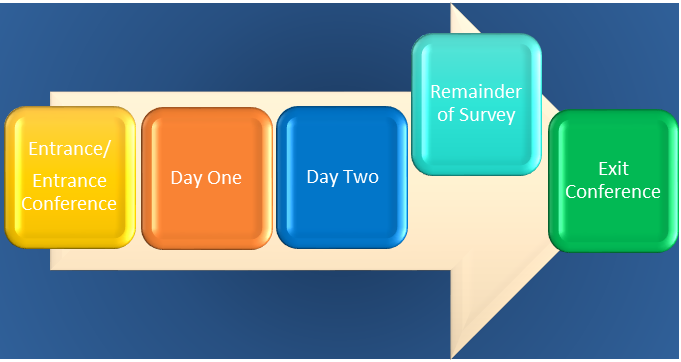 Entrance/
Entrance
Conference
Day One
Day Two
Remainder
of Survey
Exit
Conference